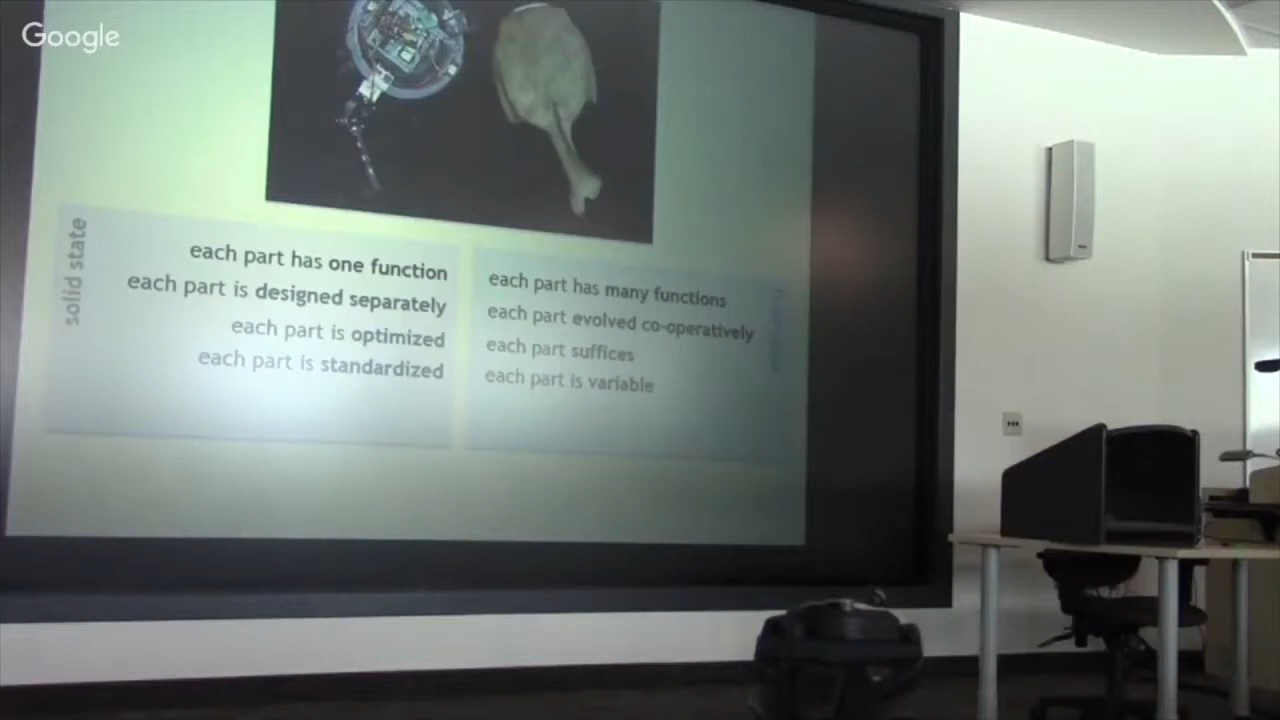 Google
solid state
each part has one function
each part is designed separately
each part is optimized
each part is standardized
each part has many functions
each part evolved co-operatively
each part suffices
each part is variable